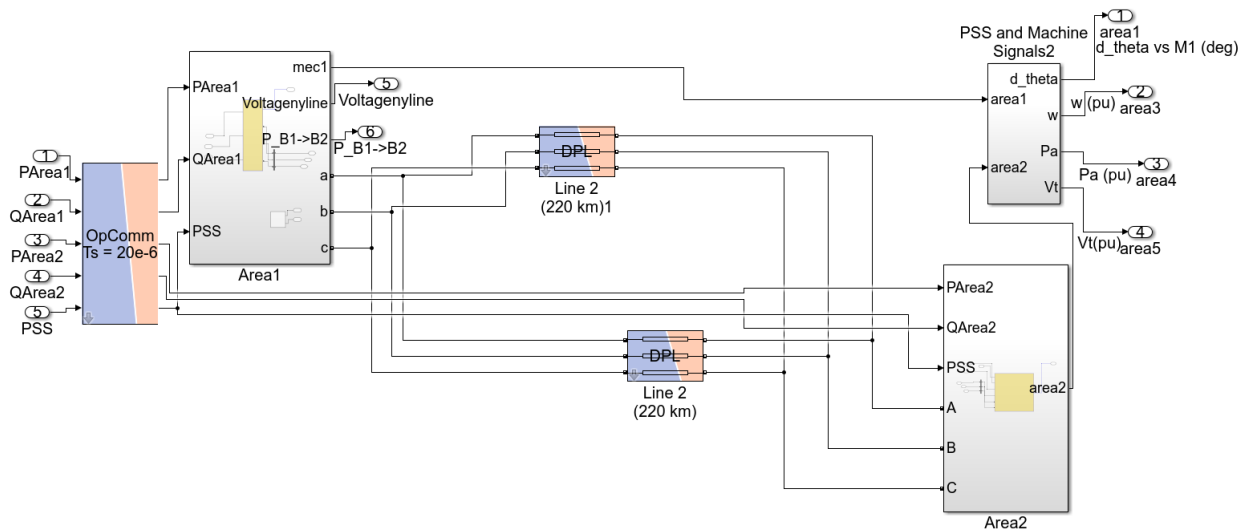 1
PArea1
2
QArea1
3
PArea2
4
QArea2
5
PSS
OpComm
Ts = 20e-6
PArea1
QArea1
PSS
mec1
Voltagenyline
P_B1->B2
a
b
c
Area1
5
Voltagenyline
6
P_B1->B2
DPL
Line 2
(220 km)1
DPL
Line 2
(220 km)
PSS and Machine
Signals2
area1
area2
d_theta
w
Pa
Vt
1
area1
d_theta vs M1 (deg)
2
w (pu)
area3
3
Pa (pu)
area4
4
Vt(pu)
area5
PArea2
QArea2
PSS
A
B
C
area2
Area2